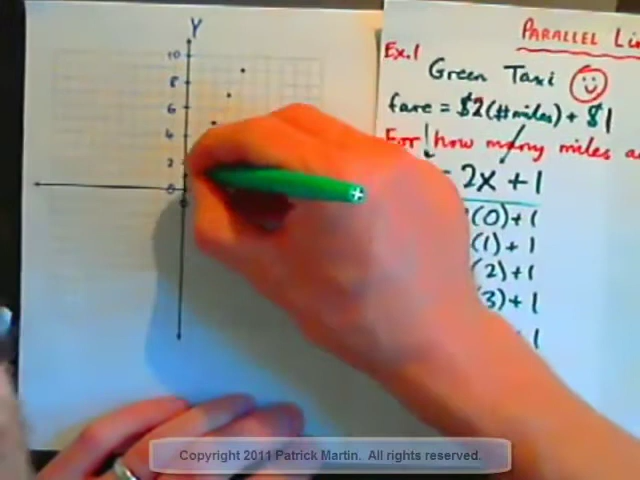 Y
10
8
6
4
2
0
PARALLEL
Ex.1
Green Taxi
fare = $2(#miles) + $1
For how many miles
= 2x + 1
(0) + 1
(1) + 1
(2) + 1
(3) + 1
+ 1
Copyright 2011 Patrick Martin. All rights reserved.